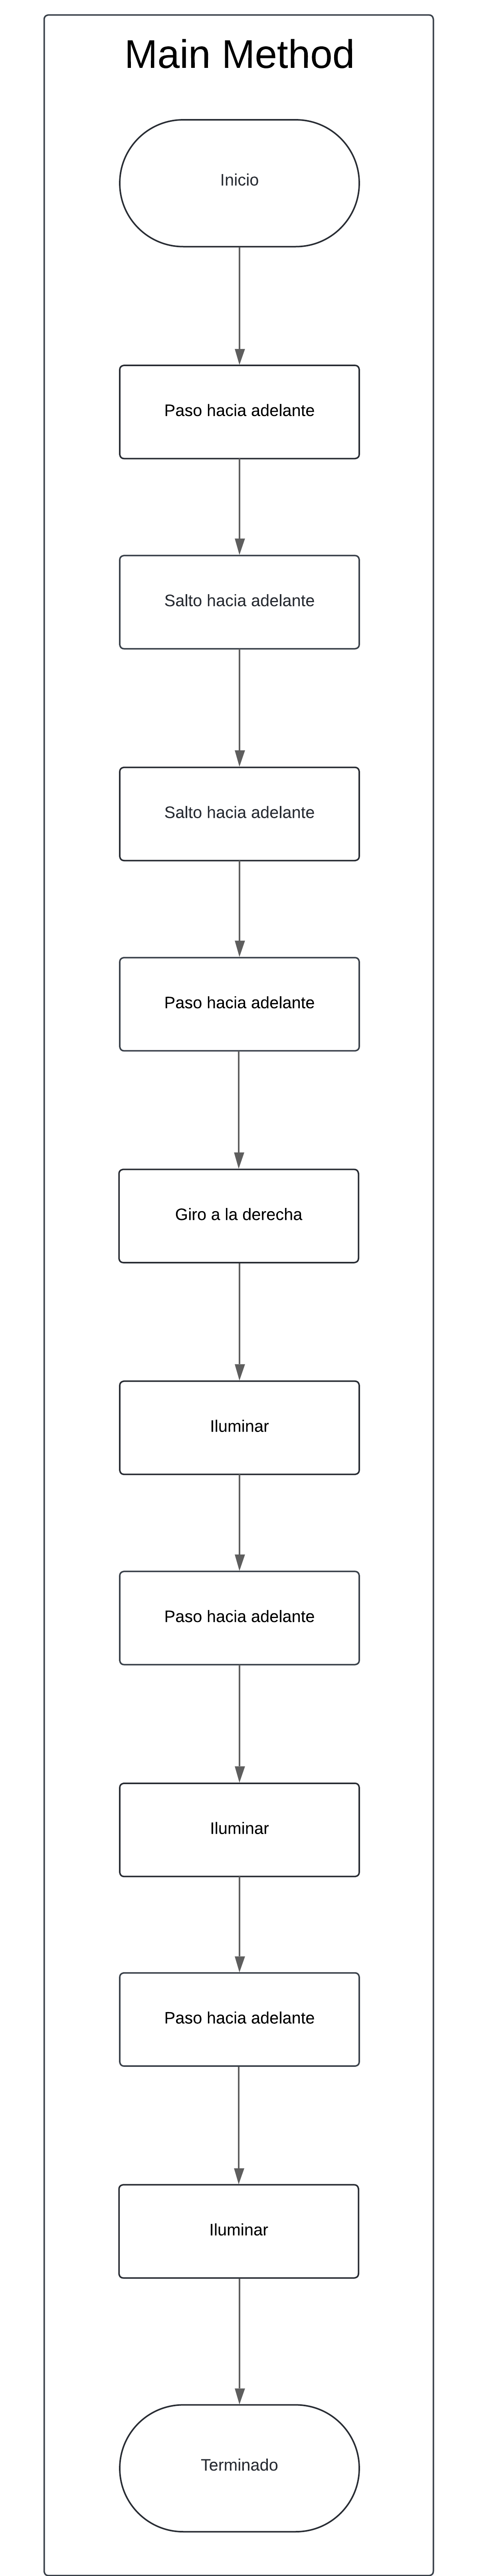 Main Method
Inicio
Paso hacia adelante
Salto hacia adelante
Salto hacia adelante
Paso hacia adelante
Giro a la derecha
Iluminar
Paso hacia adelante
Iluminar
Paso hacia adelante
Iluminar
Terminado